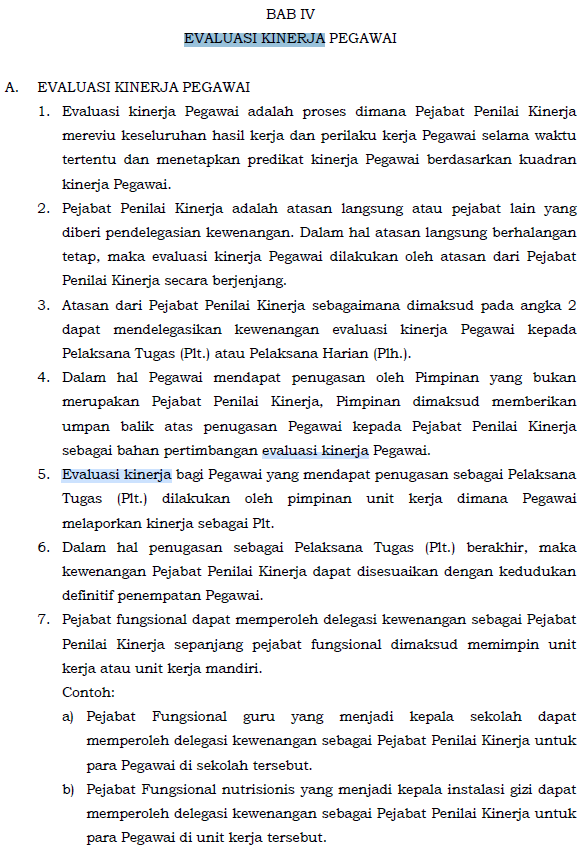 BAB IV
EVALUASI KINERJA PEGAWAI
A. EVALUASI KINERJA PEGAWAI
1. Evaluasi kinerja Pegawai adalah proses dimana Pejabat Penilai Kinerja
mereviu keseluruhan hasil kerja dan perilaku kerja Pegawai selama waktu
tertentu dan menetapkan predikat kinerja Pegawai berdasarkan kuadran
kinerja Pegawai.
2. Pejabat Penilai Kinerja adalah atasan langsung atau pejabat lain yang
diberi pendelegasian kewenangan. Dalam hal atasan langsung berhalangan
tetap, maka evaluasi kinerja Pegawai dilakukan oleh atasan dari Pejabat
Penilai Kinerja secara berjenjang.
3. Atasan dari Pejabat Penilai Kinerja sebagaimana dimaksud pada angka 2
dapat mendelegasikan kewenangan evaluasi kinerja Pegawai kepada
Pelaksana Tugas (Plt.) atau Pelaksana Harian (Plh.).
4. Dalam hal Pegawai mendapat penugasan oleh Pimpinan yang bukan
merupakan Pejabat Penilai Kinerja, Pimpinan dimaksud memberikan
umpan balik atas penugasan Pegawai kepada Pejabat Penilai Kinerja
sebagai bahan pertimbangan evaluasi kinerja Pegawai.
5. Evaluasi kinerja bagi Pegawai yang mendapat penugasan sebagai Pelaksana
Tugas (Plt.) dilakukan oleh pimpinan unit kerja dimana Pegawai
melaporkan kinerja sebagai Plt.
6. Dalam hal penugasan sebagai Pelaksana Tugas (Plt.) berakhir, maka
kewenangan Pejabat Penilai Kinerja dapat disesuaikan dengan kedudukan
definitif penempatan Pegawai.
7. Pejabat fungsional dapat memperoleh delegasi kewenangan sebagai Pejabat
Penilai Kinerja sepanjang pejabat fungsional dimaksud memimpin unit
kerja atau unit kerja mandiri.
Contoh:
a) Pejabat Fungsional guru yang menjadi kepala sekolah dapat
memperoleh delegasi kewenangan sebagai Pejabat Penilai Kinerja untuk
para Pegawai di sekolah tersebut.
b) Pejabat Fungsional nutrisionis yang menjadi kepala instalasi gizi dapat
memperoleh delegasi kewenangan sebagai Pejabat Penilai Kinerja untuk
para Pegawai di unit kerja tersebut.